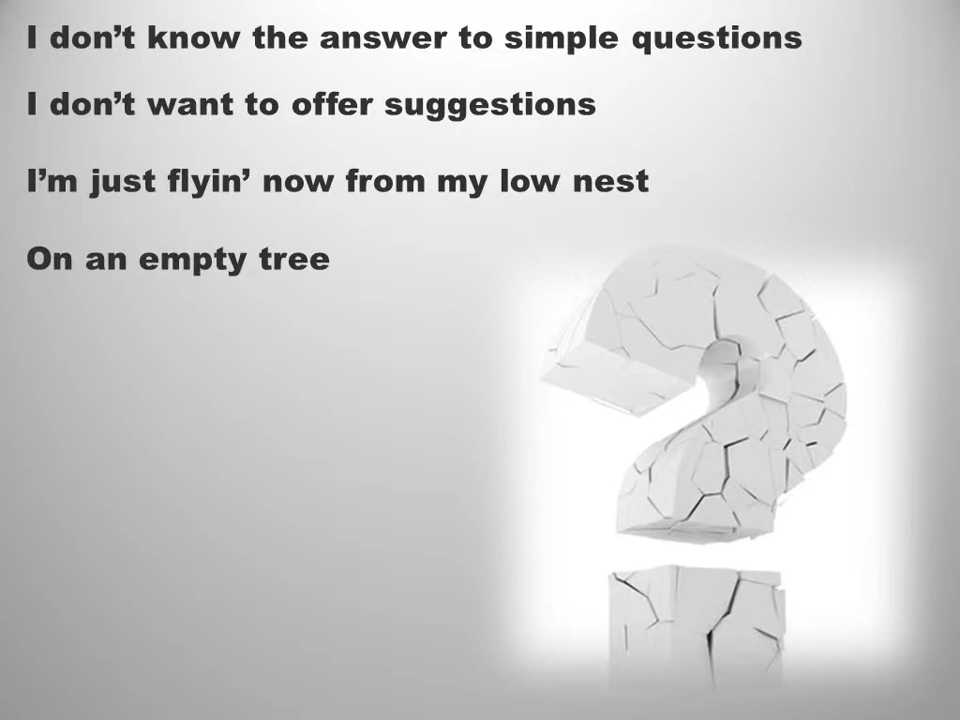 I don’t know the answer to simple questions
I don’t want to offer suggestions
I’m just flyin’ now from my low nest
On an empty tree